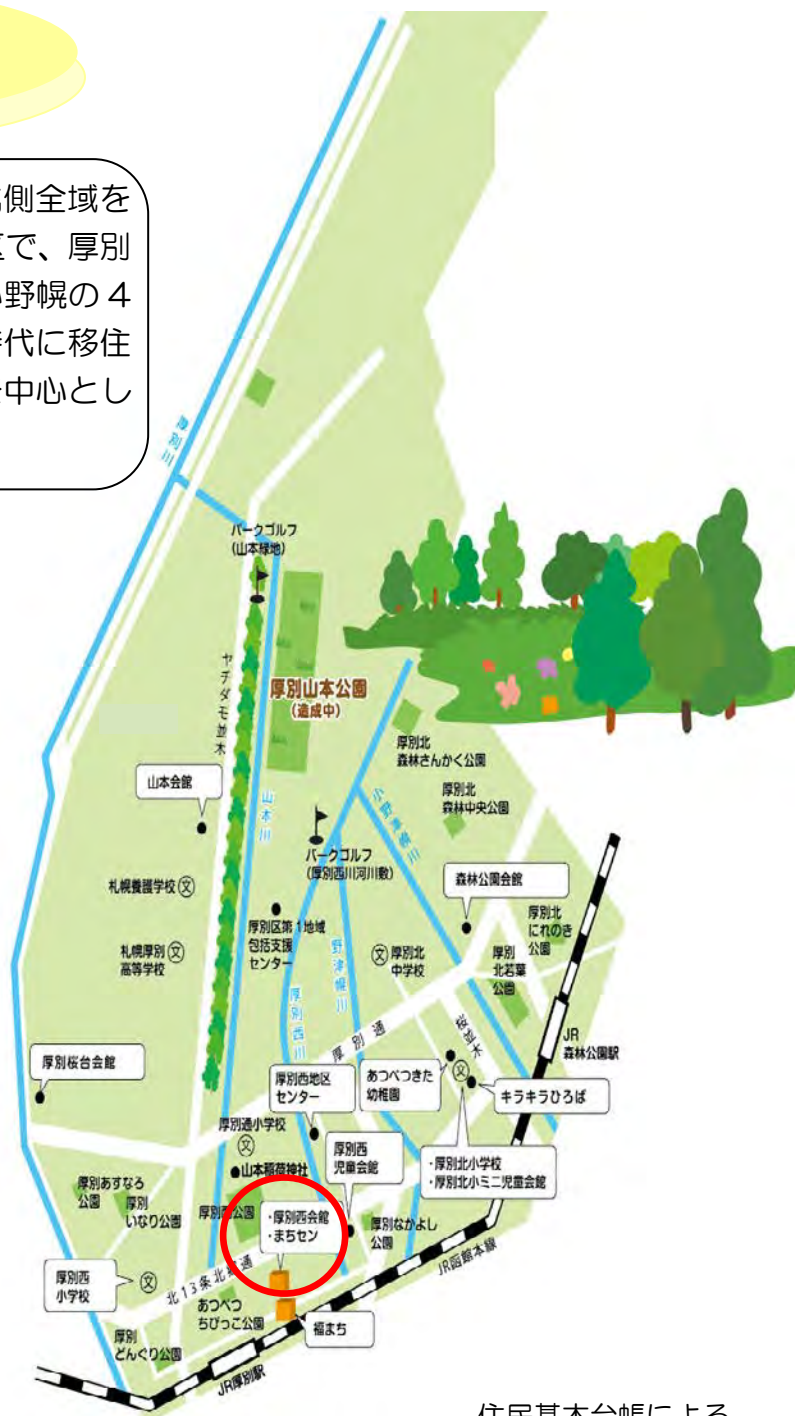 側全域を
区で、厚別
野幌の4
時代に移住
中心とし
厚別川
パークゴルフ
(山本緑地)
ヤチダモ並木
厚別山本公園
(造成中)
厚別北
森林さんかく公園
山本会館
山本川
小野津幌川
厚別北
森林中央公園
パークゴルフ
(厚別西川河川敷)
札幌養護学校 文
森林公園会館
厚別区第1地域
包括支援
センター
厚別北
にれのき
公園
札幌厚別
高等学校
文
野津幌川
文 厚別北
中学校
厚別
北若葉
公園
厚別西川
桜並木
JR
森林公園駅
厚別通
厚別桜台会館
厚別西地区
センター
あつべつきた
幼稚園
文
キラキラひろば
厚別通小学校
文
厚別西
児童会館
・厚別北小学校
・厚別北小ミニ児童会館
山本稲荷神社
厚別あすなろ
公園
厚別
いなり公園
厚別西公園
・厚別西会館
・まちセン
厚別なかよし
公園
JR函館本線
厚別西
小学校
文
北13条北郷通
あつべつ
ちびっこ公園
福まち
厚別
どんぐり公園
JR厚別駅
住民基本台帳による